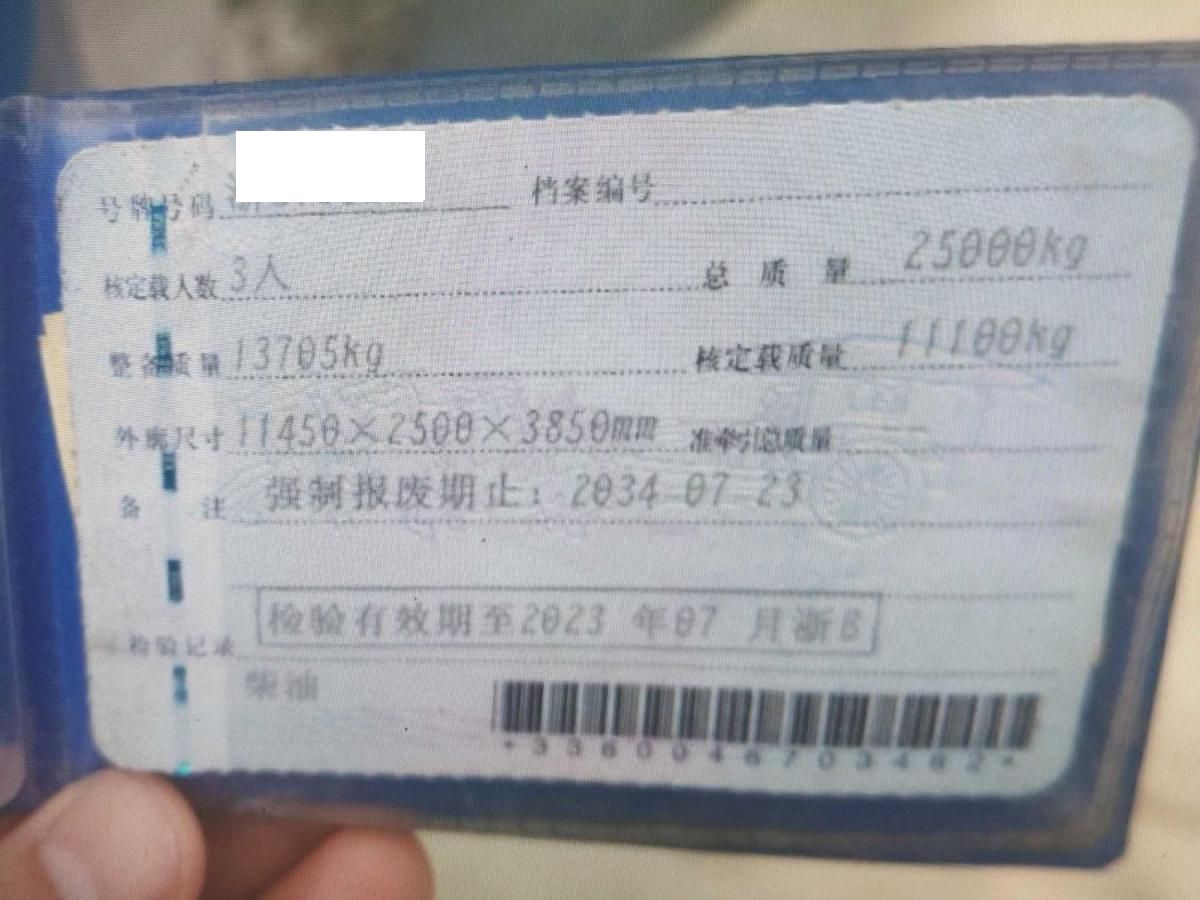 号牌号码 档案编号
核定载人数 3人 总质量 25000kg
整备质量 13705kg 核定载质量 11100kg
外廓尺寸 11450×2500×3850mm 准牵引总质量
备注 强制报废期止：2034-07-23
检验有效期至2023年07月浙B
检验记录
柴油
*3360048703482*